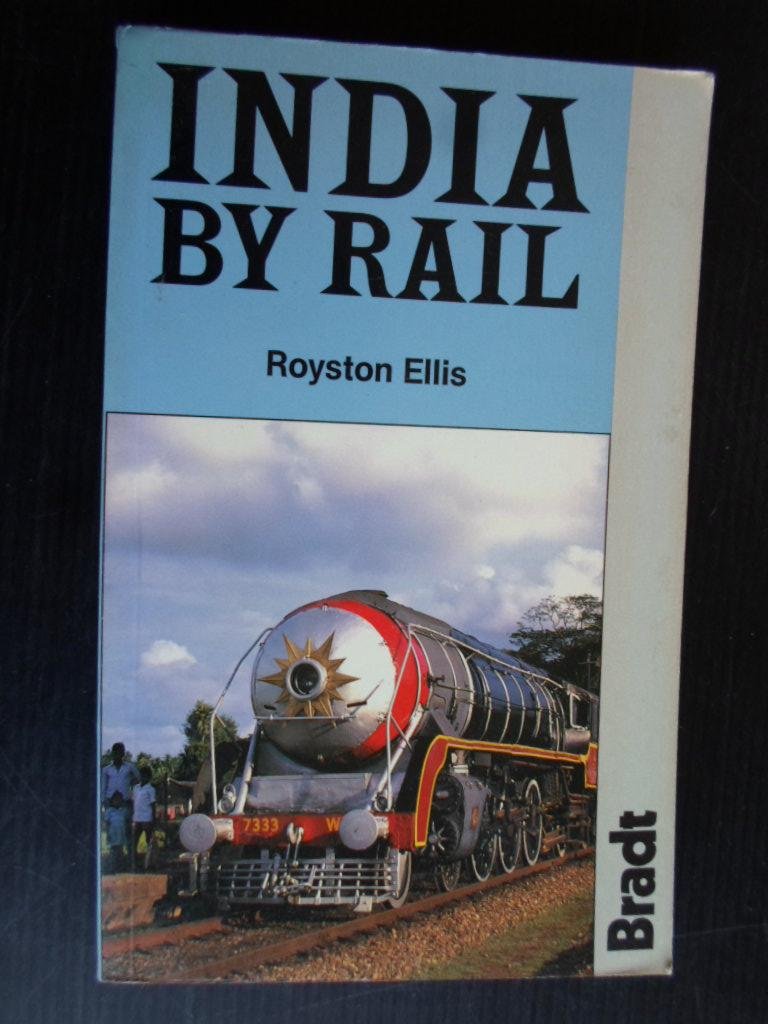 INDIA
BY RAIL
Royston Ellis
7333 W
Bradt